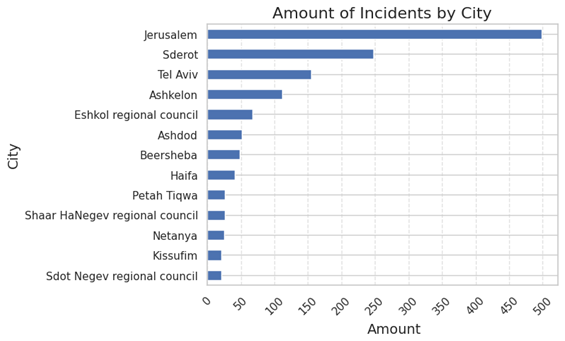 Amount of Incidents by City
City
Jerusalem
Sderot
Tel Aviv
Ashkelon
Eshkol regional council
Ashdod
Beersheba
Haifa
Petah Tiqwa
Shaar HaNegev regional council
Netanya
Kissufim
Sdot Negev regional council
0 50 100 150 200 250 300 350 400 450 500
Amount